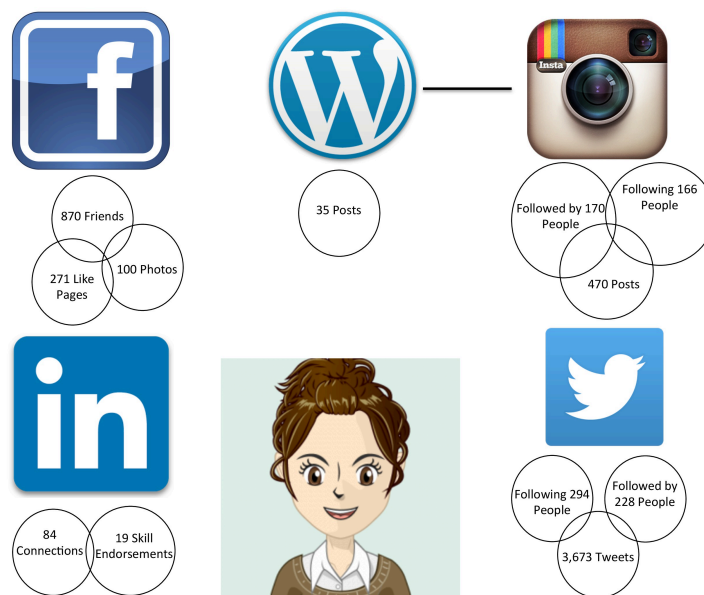 f
W
Insta
870 Friends
271 Like
Pages
100 Photos
35 Posts
Followed by 170
People
Following 166
People
470 Posts
in
84
Connections
19 Skill
Endorsements
Following 294
People
Followed by
228 People
3,673 Tweets